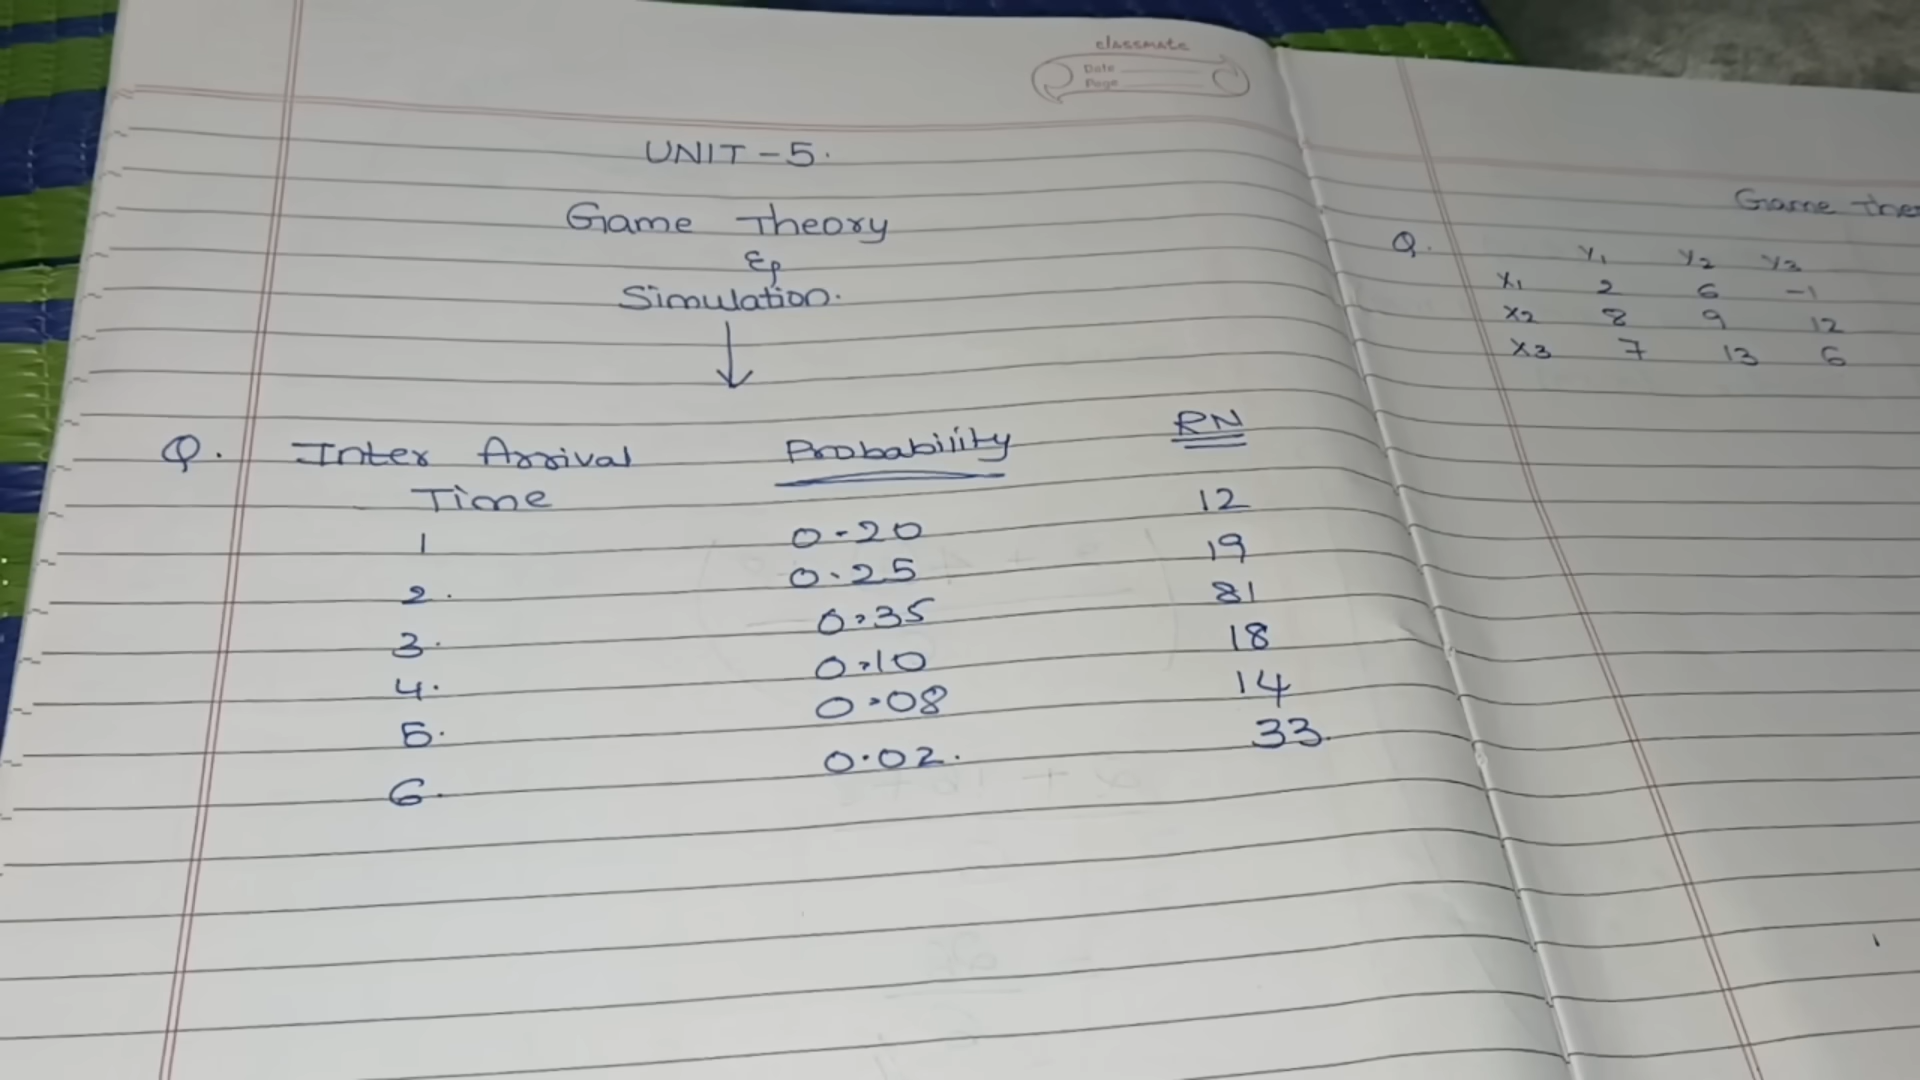 classmate
Date
Page
UNIT - 5.
Game Theory
&
Simulation.
Q. Inter Arrival Time Probability RN
1 0.20 12
2. 0.25 19
3. 0.35 81
4. 0.10 18
5. 0.08 14
6. 0.02. 33.
Game
Q. Y1 Y2 Y3
X1 2 6 -1
X2 8 9 12
X3 7 13 6